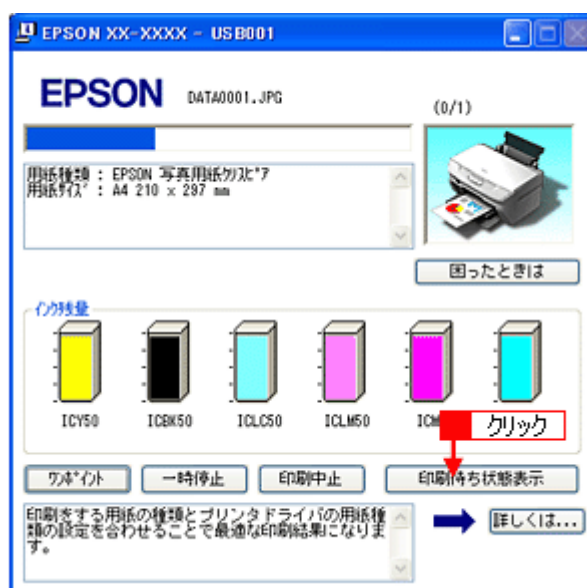 EPSON XX-XXXX - USB001
EPSON DATA0001.JPG
(0/1)
用紙種類 : EPSON 写真用紙クリスピア
用紙サイズ : A4 210 x 297 mm
困ったときは
インク残量
ICY50 ICBK50 ICLC50 ICLM50 ICM
クリック
ワンポイント 一時停止 印刷中止 印刷待ち状態表示
印刷をする用紙の種類とプリンタドライバの用紙種
類の設定を合わせることで最適な印刷結果になりま
す。
詳しくは...